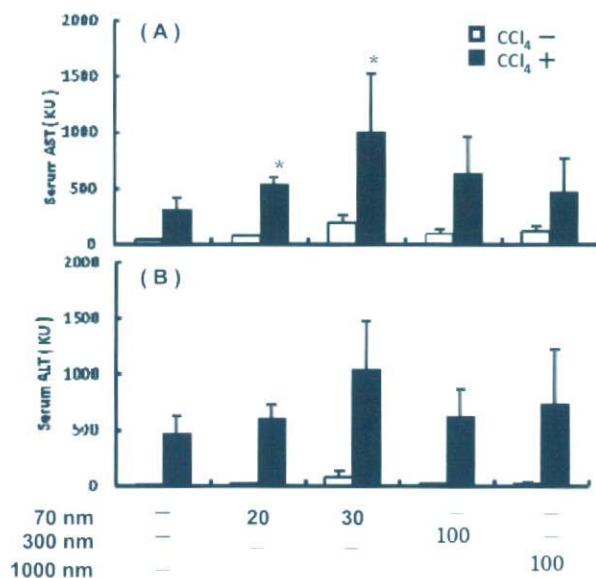 2000
( A )
CCl4 −
CCl4 +
1500
*
1000
*
500
0
Serum AST ( KU )
2000
( B )
1500
1000
500
0
Serum ALT ( KU )
70 nm — 20 30 — —
300 nm — — — 100 —
1000 nm 100